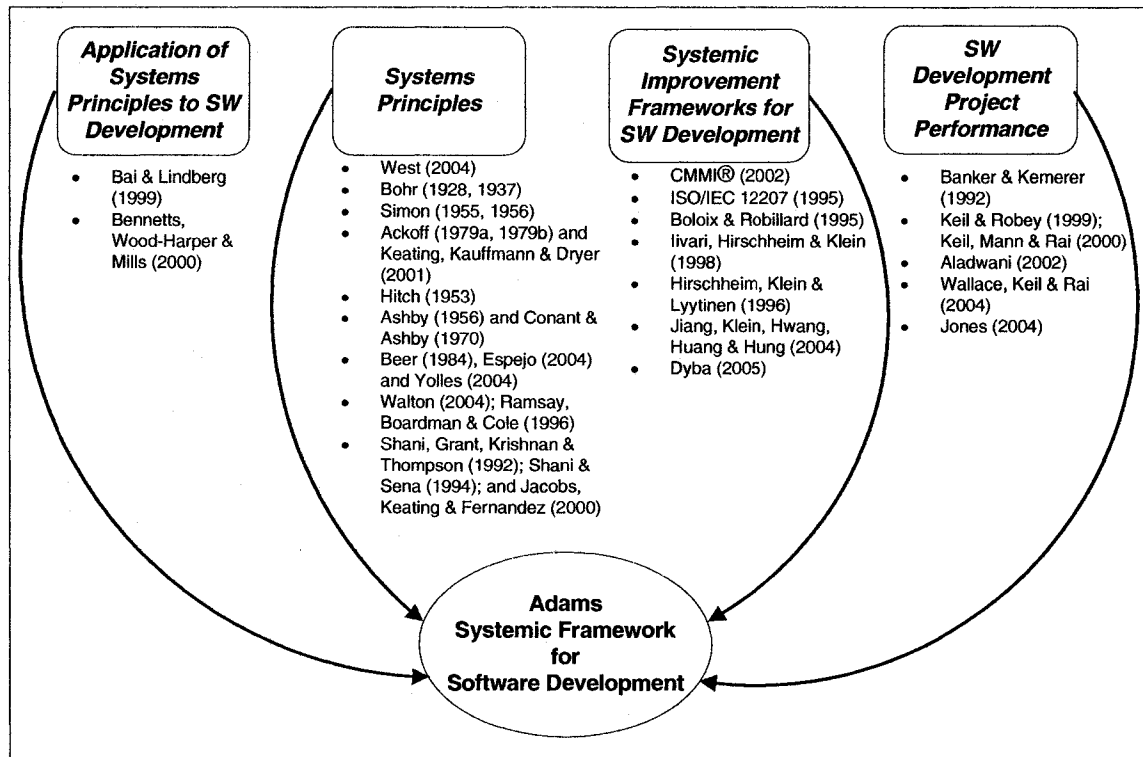 Application of
Systems
Principles to SW
Development
• Bai & Lindberg
(1999)
• Bennetts,
Wood-Harper &
Mills (2000)
Systems
Principles
• West (2004)
• Bohr (1928, 1937)
• Simon (1955, 1956)
• Ackoff (1979a, 1979b) and
Keating, Kauffmann & Dryer
(2001)
• Hitch (1953)
• Ashby (1956) and Conant &
Ashby (1970)
• Beer (1984), Espejo (2004)
and Yolles (2004)
• Walton (2004); Ramsay,
Boardman & Cole (1996)
• Shani, Grant, Krishnan &
Thompson (1992); Shani &
Sena (1994); and Jacobs,
Keating & Fernandez (2000)
Systemic
Improvement
Frameworks for
SW Development
• CMMI® (2002)
• ISO/IEC 12207 (1995)
• Boloix & Robillard (1995)
• Iivari, Hirschheim & Klein
(1998)
• Hirschheim, Klein &
Lyytinen (1996)
• Jiang, Klein, Hwang,
Huang & Hung (2004)
• Dyba (2005)
SW
Development
Project
Performance
• Banker & Kemerer
(1992)
• Keil & Robey (1999);
Keil, Mann & Rai (2000)
• Aladwani (2002)
• Wallace, Keil & Rai
(2004)
• Jones (2004)
Adams
Systemic Framework
for
Software Development